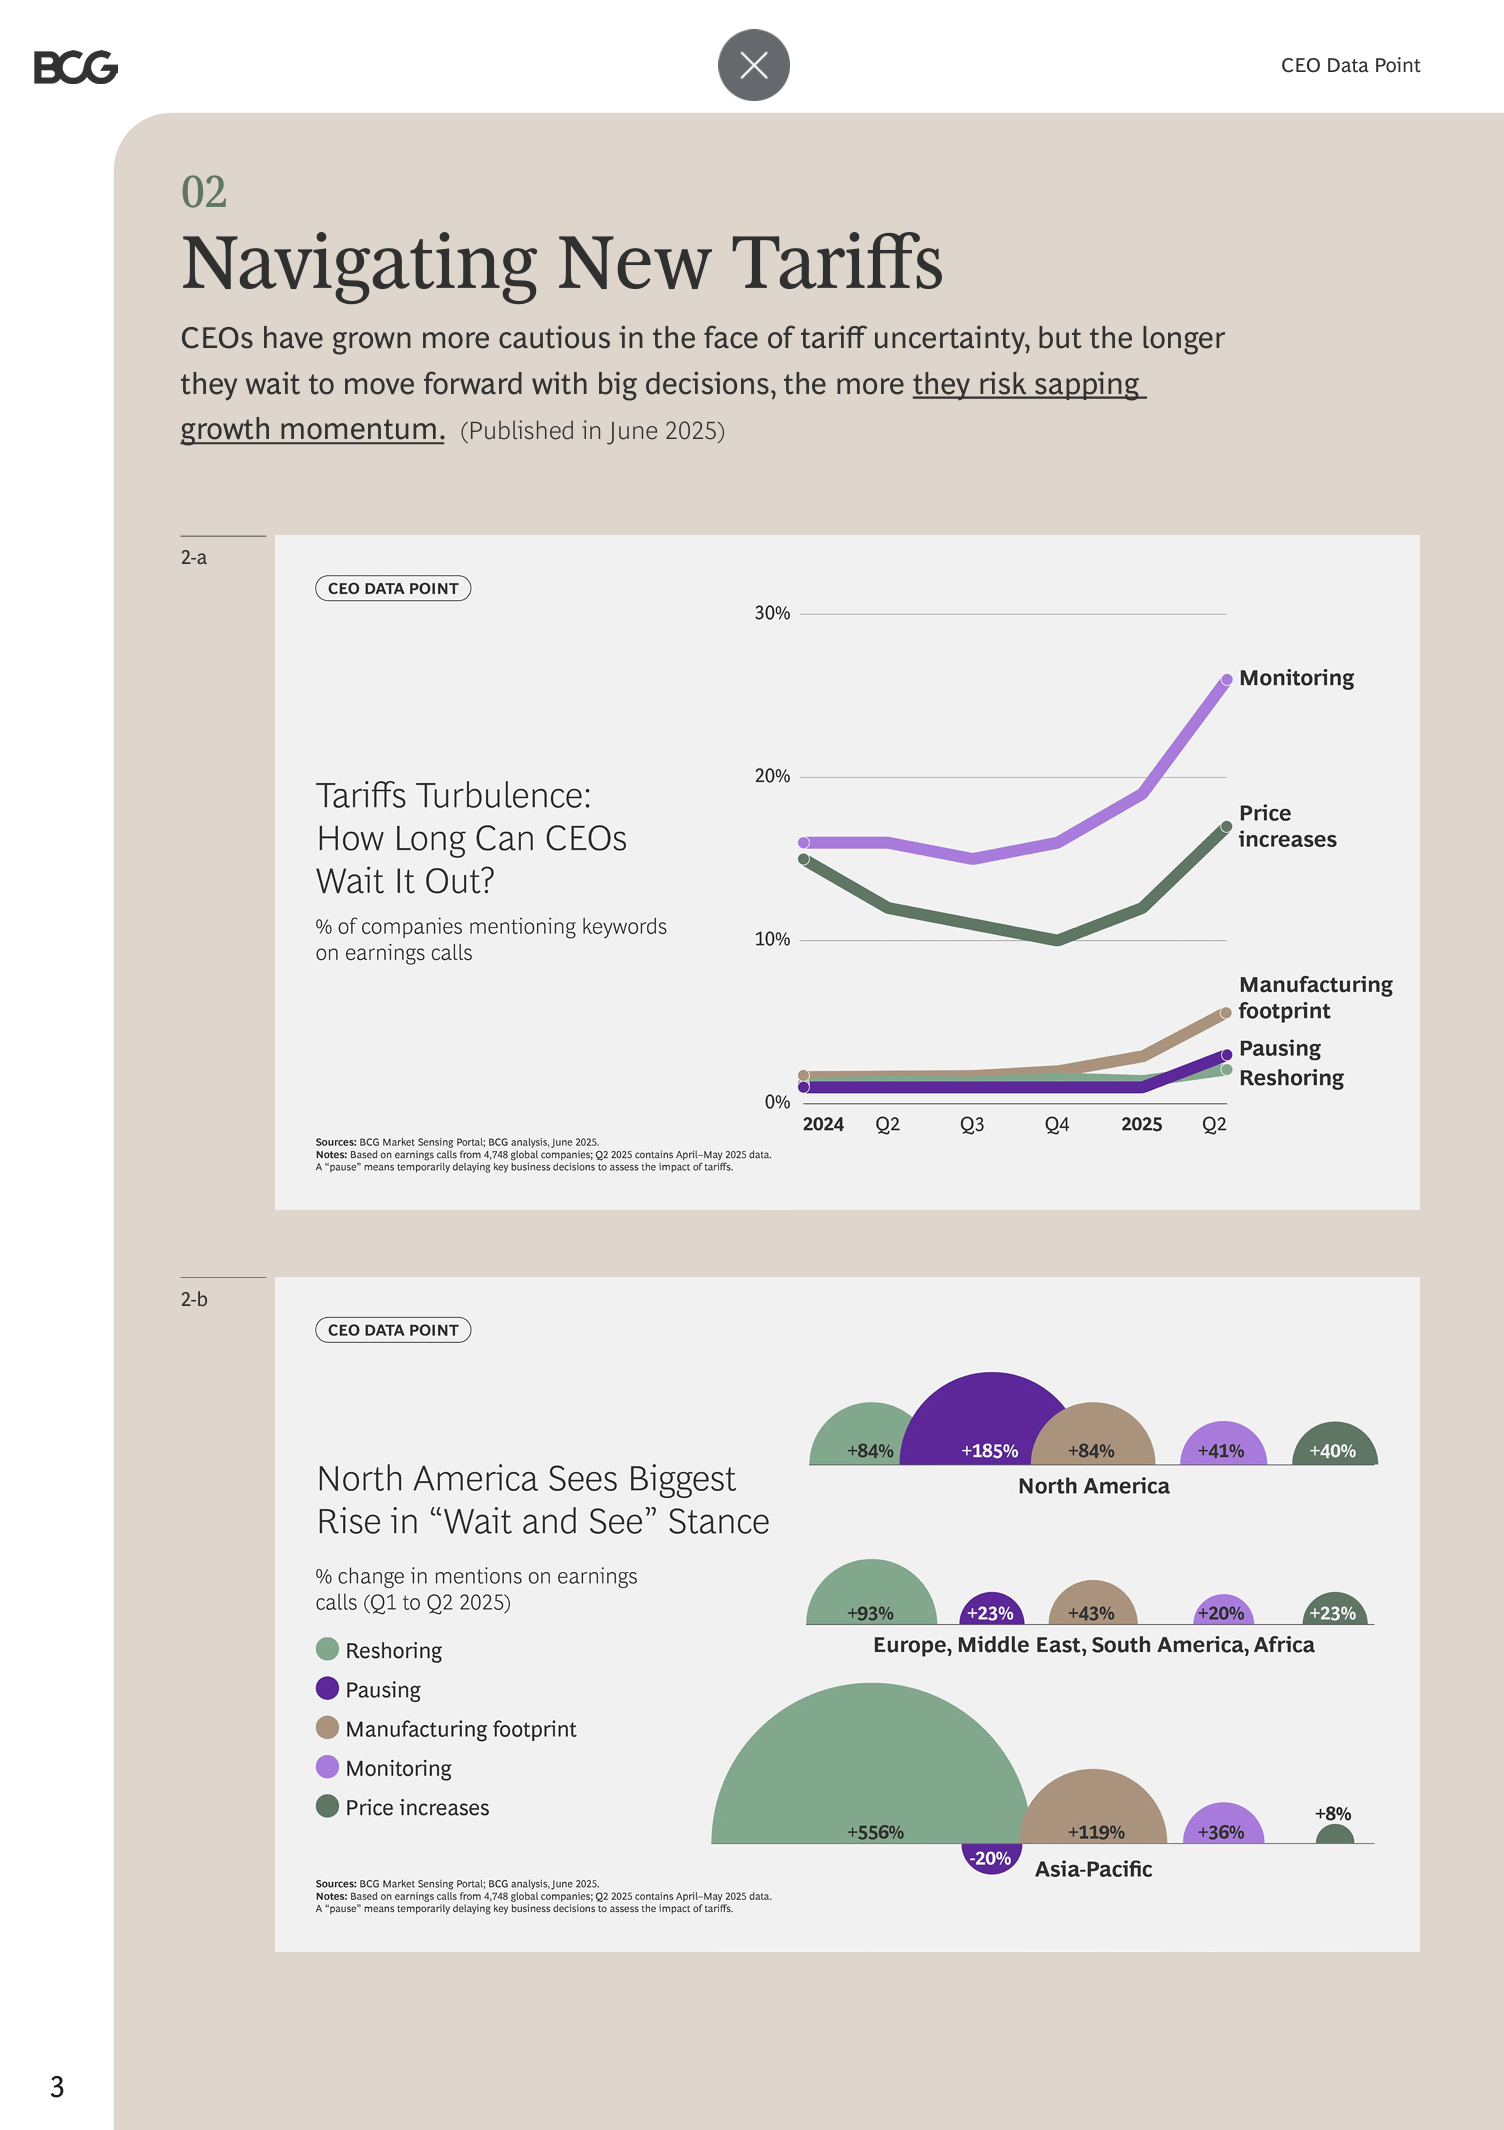 BCG
CEO Data Point
02
Navigating New Tariffs
CEOs have grown more cautious in the face of tariff uncertainty, but the longer
they wait to move forward with big decisions, the more they risk sapping
growth momentum. (Published in June 2025)
2-a
CEO DATA POINT
Tariffs Turbulence:
How Long Can CEOs
Wait It Out?
% of companies mentioning keywords
on earnings calls
30%
20%
10%
0%
Monitoring
Price
increases
Manufacturing
footprint
Pausing
Reshoring
2024 Q2 Q3 Q4 2025 Q2
Sources: BCG Market Sensing Portal; BCG analysis, June 2025.
Notes: Based on earnings calls from 4,748 global companies; Q2 2025 contains April–May 2025 data.
A “pause” means temporarily delaying key business decisions to assess the impact of tariffs.
2-b
CEO DATA POINT
North America Sees Biggest
Rise in “Wait and See” Stance
% change in mentions on earnings
calls (Q1 to Q2 2025)
Reshoring
Pausing
Manufacturing footprint
Monitoring
Price increases
+84% +185% +84% +41% +40%
North America
+93% +23% +43% +20% +23%
Europe, Middle East, South America, Africa
+8%
+556% +119% +36%
-20%
Asia-Pacific
Sources: BCG Market Sensing Portal; BCG analysis, June 2025.
Notes: Based on earnings calls from 4,748 global companies; Q2 2025 contains April–May 2025 data.
A “pause” means temporarily delaying key business decisions to assess the impact of tariffs.
3